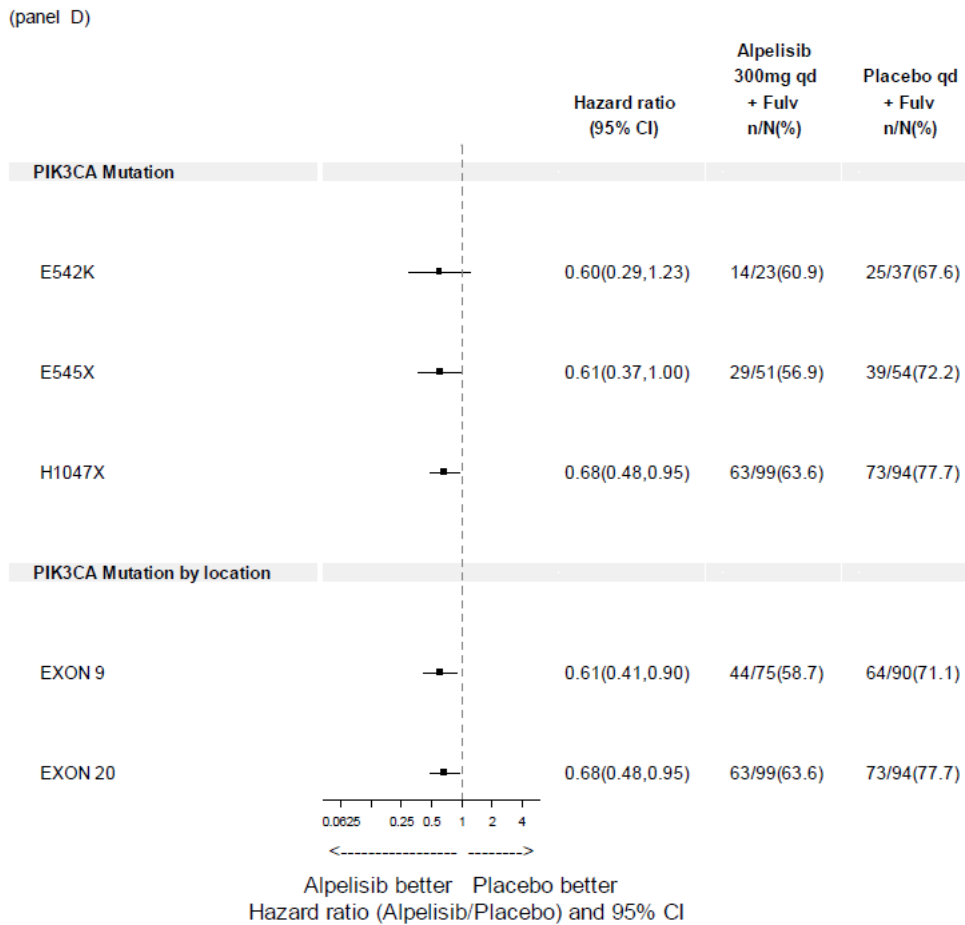 (panel D)
Alpelisib
300mg qd Placebo qd
Hazard ratio + Fulv + Fulv
(95% CI) n/N(%) n/N(%)
PIK3CA Mutation
E542K 0.60(0.29,1.23) 14/23(60.9) 25/37(67.6)
E545X 0.61(0.37,1.00) 29/51(56.9) 39/54(72.2)
H1047X 0.68(0.48,0.95) 63/99(63.6) 73/94(77.7)
PIK3CA Mutation by location
EXON 9 0.61(0.41,0.90) 44/75(58.7) 64/90(71.1)
EXON 20 0.68(0.48,0.95) 63/99(63.6) 73/94(77.7)
0.0625 0.25 0.5 1 2 4
<----------------- -------->
Alpelisib better Placebo better
Hazard ratio (Alpelisib/Placebo) and 95% CI